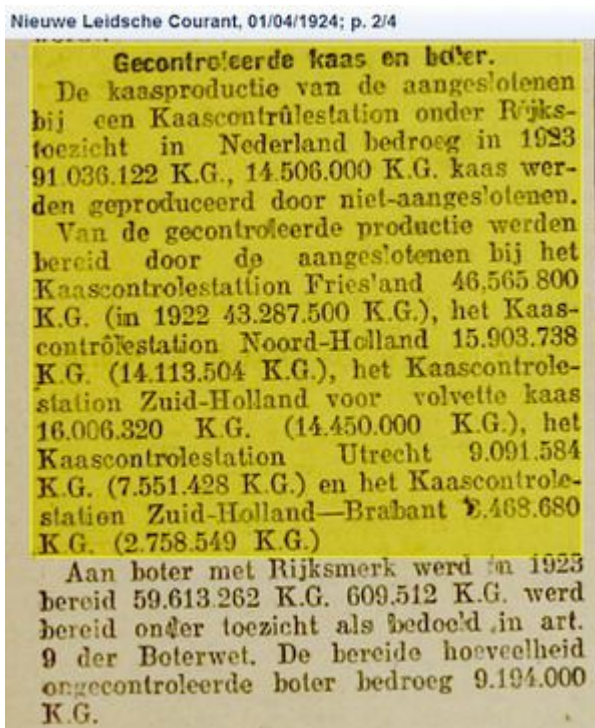 Nieuwe Leidsche Courant, 01/04/1924; p. 2/4
Gecontroleerde kaas en boter.
De kaasproductie van de aangeslotenen
bij een Kaascontrûlestation onder Rijks-
toezicht in Nederland bedroeg in 1923
91.036.122 K.G., 14.506.000 K.G. kaas wer-
den geproduceerd door niet-aangeslotenen.
Van de gecontroleerde productie werden
bereid door de aangeslotenen bij het
Kaascontrolestattion Friesland 46.565.800
K.G. (in 1922 43.287.500 K.G.), het Kaas-
contrôlestation Noord-Holland 15.903.738
K.G. (14.113.504 K.G.), het Kaascontrole-
station Zuid-Holland voor volvette kaas
16.006.320 K.G. (14.450.000 K.G.), het
Kaascontrolestation Utrecht 9.091.584
K.G. (7.551.428 K.G.) en het Kaascontrole-
station Zuid-Holland—Brabant .468.680
K.G. (2.758.549 K.G.)
Aan boter met Rijksmerk werd in 1923
bereid 59.613.262 K.G. 609.512 K.G. werd
bereid onder toezicht als bedoeld in art.
9 der Boterwet. De bereide hoeveelheid
ongecontroleerde boter bedroeg 9.194.000
K.G.